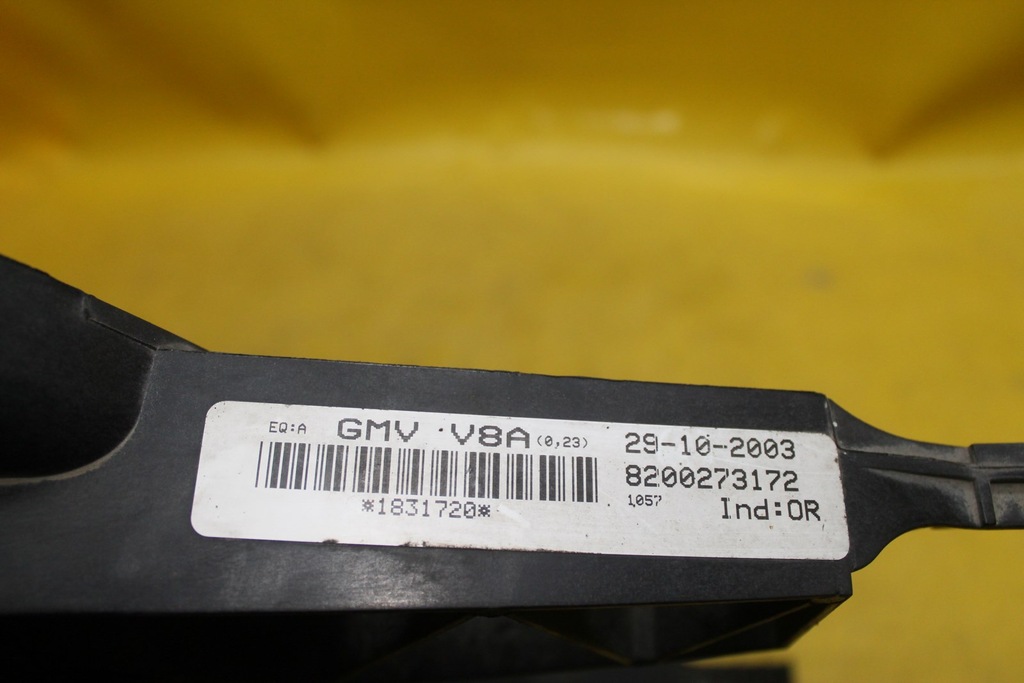 EQ:A GMV V8A (0,23)
*1831720*
29-10-2003
8200273172
1057 Ind:OR